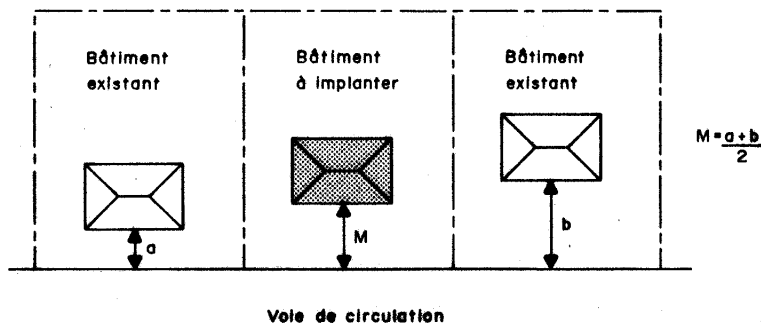 Bâtiment
existant
Bâtiment
à implanter
Bâtiment
existant
M=a+b
2
a
M
b
Voie de circulation